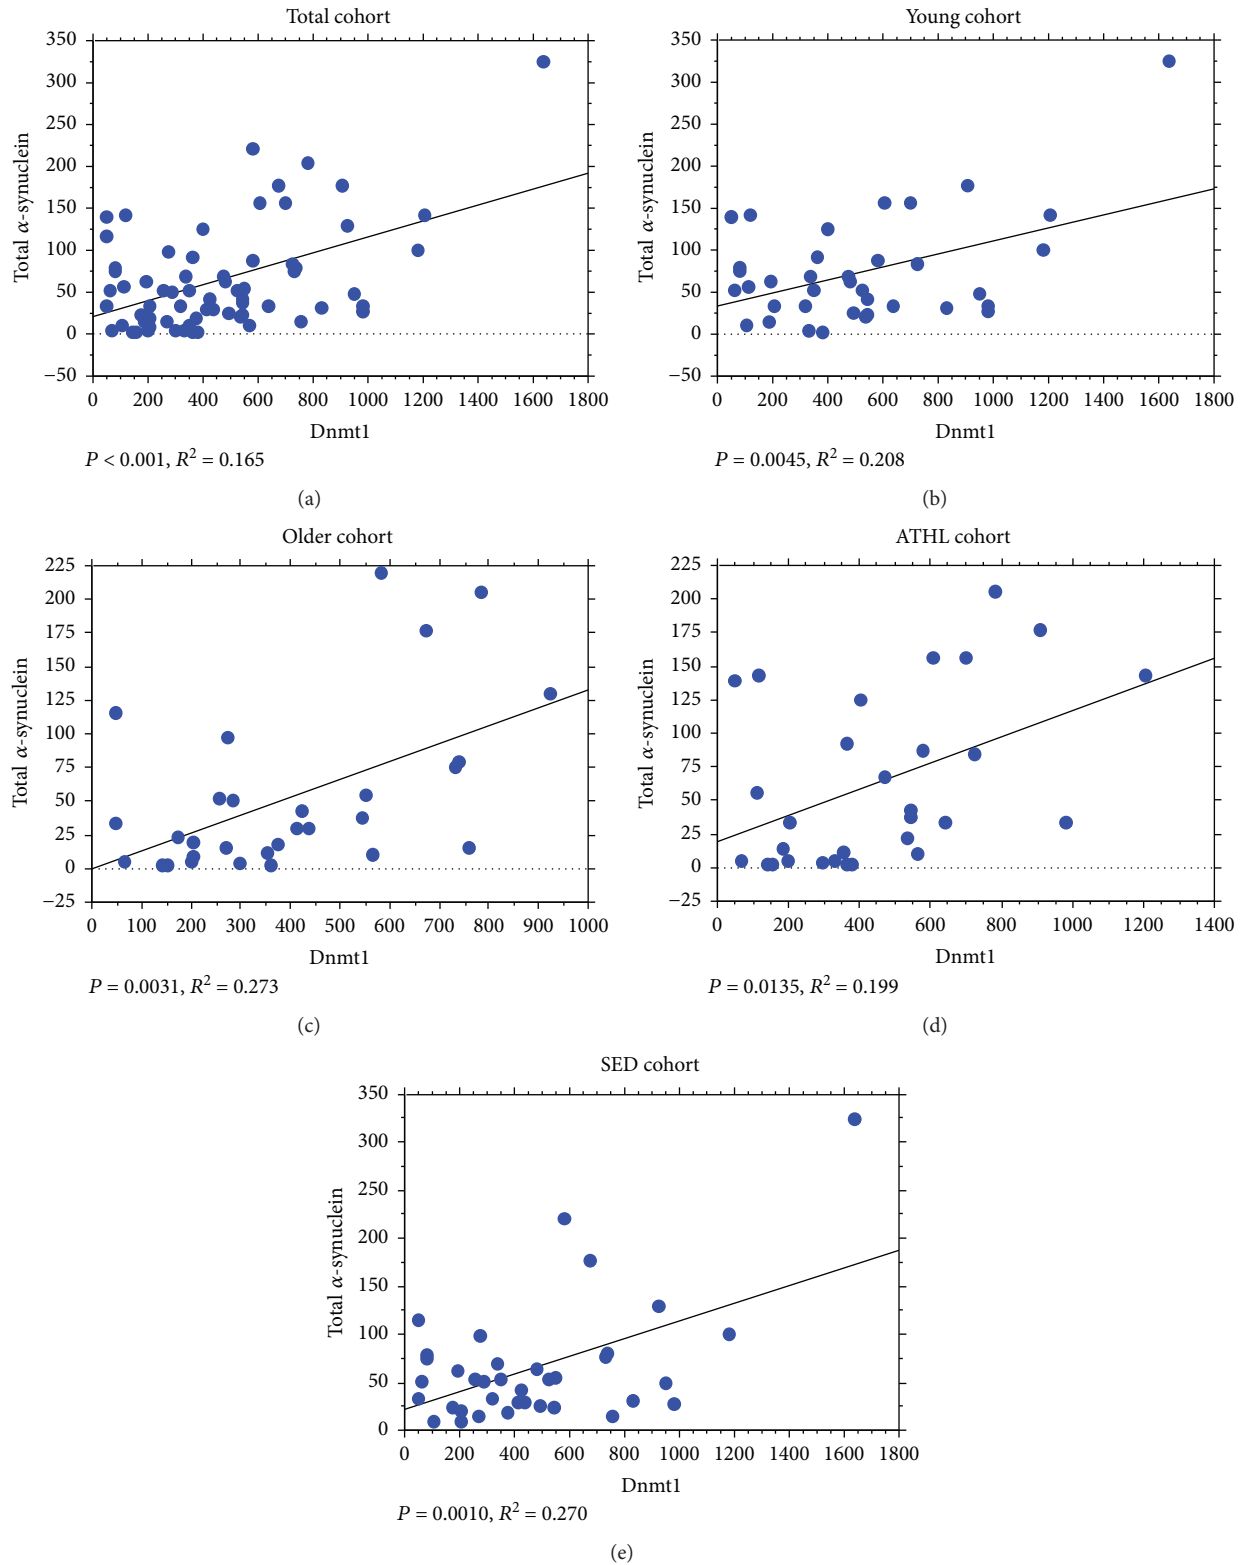 Total cohort
350
300
250
200
150
100
50
0
−50
Total α-synuclein
0 200 400 600 800 1000 1200 1400 1600 1800
Dnmt1
P < 0.001, R² = 0.165
(a)
Young cohort
350
300
250
200
150
100
50
0
−50
Total α-synuclein
0 200 400 600 800 1000 1200 1400 1600 1800
Dnmt1
P = 0.0045, R² = 0.208
(b)
Older cohort
225
200
175
150
125
100
75
50
25
0
−25
Total α-synuclein
0 100 200 300 400 500 600 700 800 900 1000
Dnmt1
P = 0.0031, R² = 0.273
(c)
ATHL cohort
225
200
175
150
125
100
75
50
25
0
−25
Total α-synuclein
0 200 400 600 800 1000 1200 1400
Dnmt1
P = 0.0135, R² = 0.199
(d)
SED cohort
350
300
250
200
150
100
50
0
Total α-synuclein
0 200 400 600 800 1000 1200 1400 1600 1800
Dnmt1
P = 0.0010, R² = 0.270
(e)